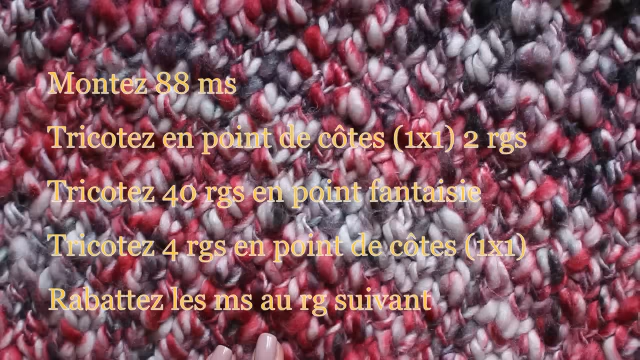 Montez 88 ms
Tricotez en point de côtes (1x1) 2 rgs
Tricotez 40 rgs en point fantaisie
Tricotez 4 rgs en point de côtes (1x1)
Rabattez les ms au rg suivant